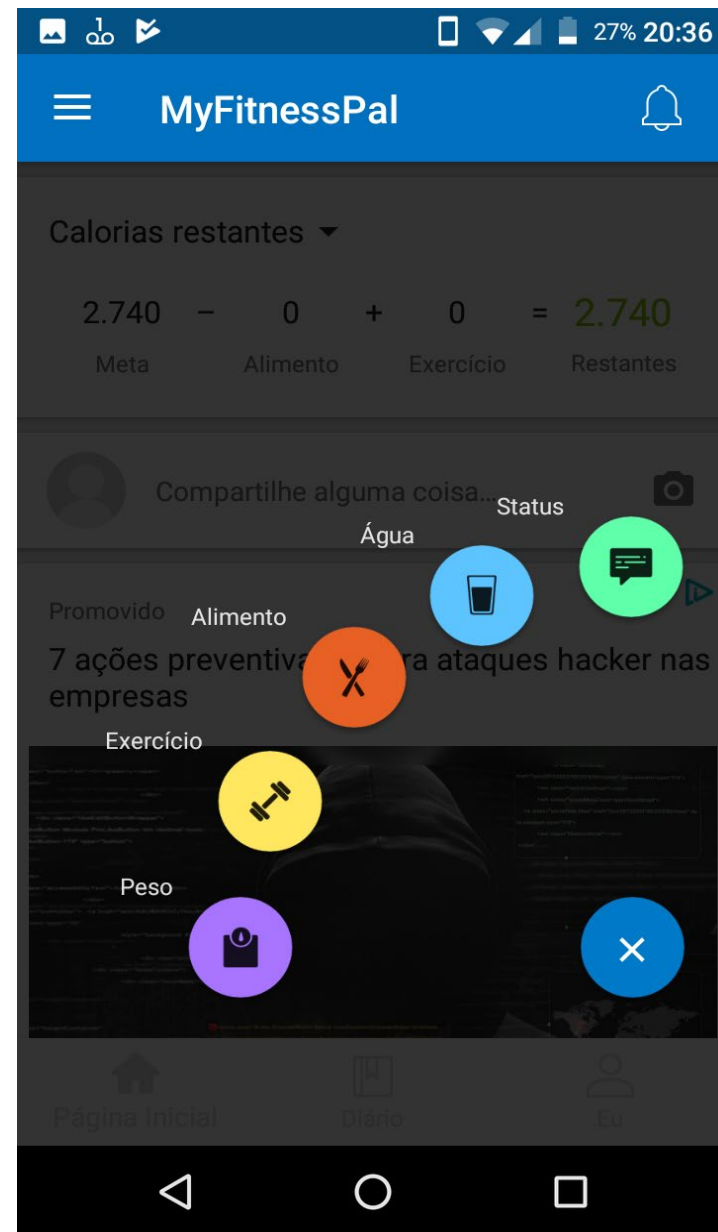 27% 20:36
MyFitnessPal
Calorias restantes
2.740 – 0 + 0 = 2.740
Meta Alimento Exercício Restantes
Compartilhe alguma coisa...
Status
Água
Promovido
Alimento
7 ações preventiva ra ataques hacker nas
empresas
Exercício
Peso
Página Inicial Diário Eu